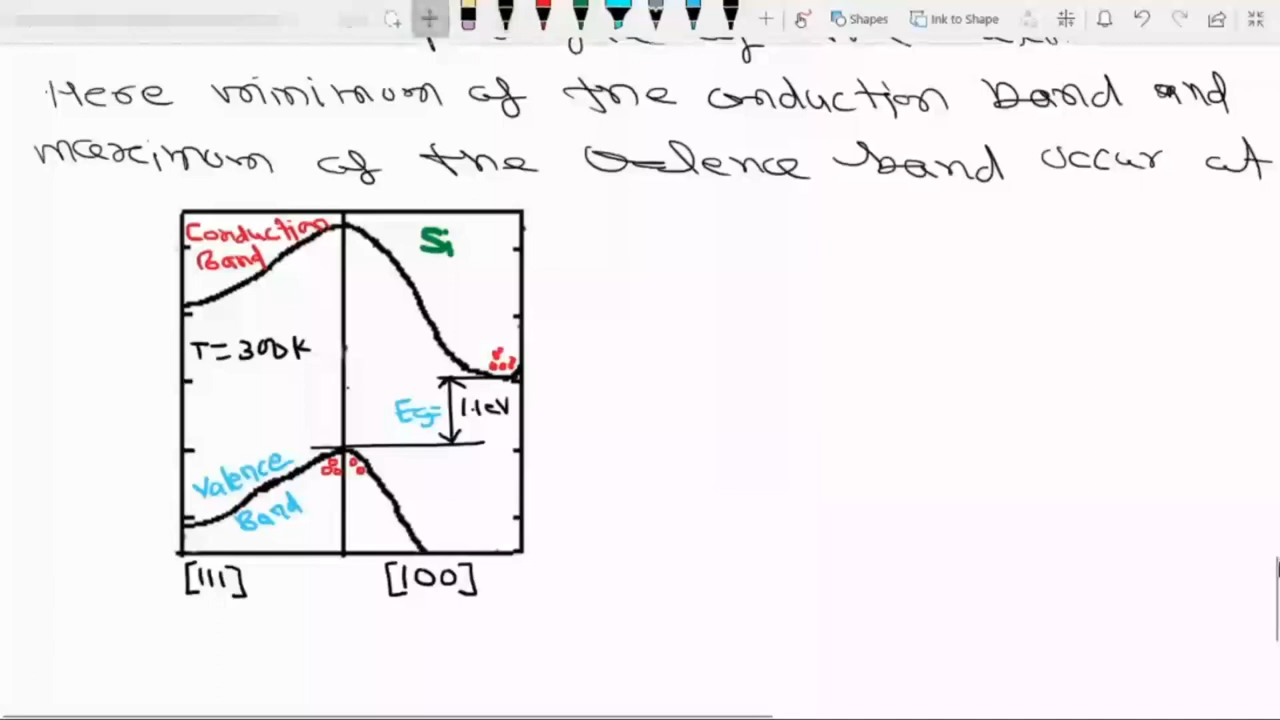 Shapes Ink to Shape
Here minimum of the conduction band and
maximum of the valence band occur at
Conduction
Band
Si
T=300K
Eg= 1.1eV
Valence
Band
[111] [100]